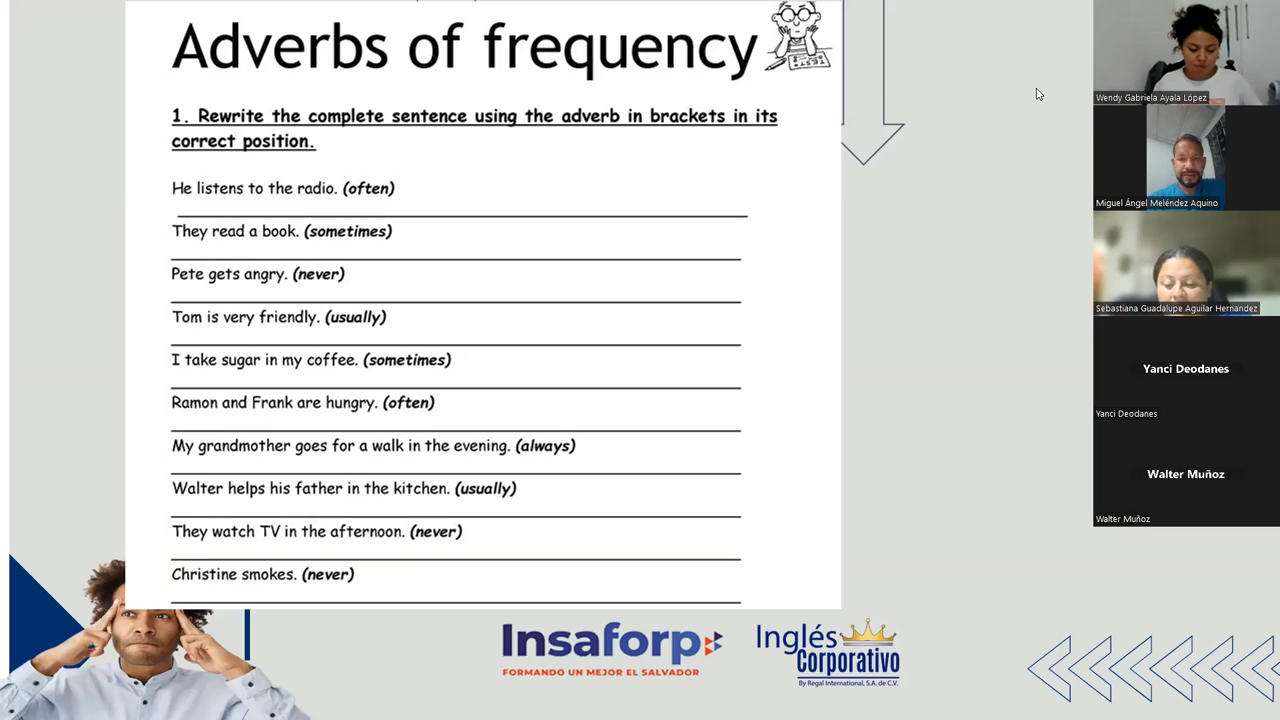 Adverbs of frequency
1. Rewrite the complete sentence using the adverb in brackets in its
correct position.
He listens to the radio. (often)
They read a book. (sometimes)
Pete gets angry. (never)
Tom is very friendly. (usually)
I take sugar in my coffee. (sometimes)
Ramon and Frank are hungry. (often)
My grandmother goes for a walk in the evening. (always)
Walter helps his father in the kitchen. (usually)
They watch TV in the afternoon. (never)
Christine smokes. (never)
Insaforp
FORMANDO UN MEJOR EL SALVADOR
Inglés
Corporativo
By Regal International, S.A. de C.V.
Wendy Gabriela Ayala López
Miguel Ángel Meléndez Aquino
Sebastiana Guadalupe Aguilar Hernandez
Yanci Deodanes
Yanci Deodanes
Walter Muñoz
Walter Muñoz